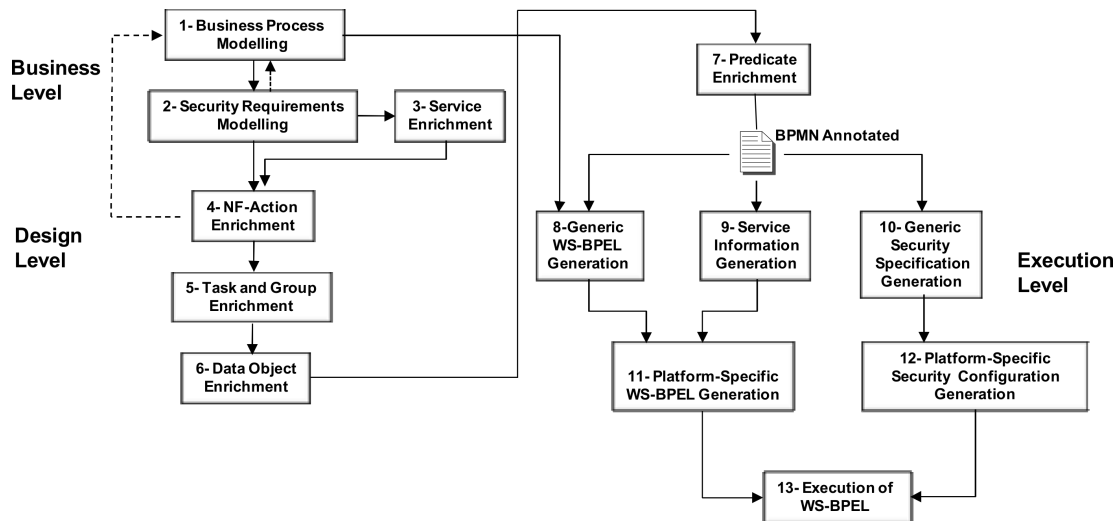 Business
Level
Design
Level
1- Business Process
Modelling
2- Security Requirements
Modelling
3- Service
Enrichment
4- NF-Action
Enrichment
5- Task and Group
Enrichment
6- Data Object
Enrichment
7- Predicate
Enrichment
BPMN Annotated
8-Generic
WS-BPEL
Generation
9- Service
Information
Generation
10- Generic
Security
Specification
Generation
Execution
Level
11- Platform-Specific
WS-BPEL Generation
12- Platform-Specific
Security Configuration
Generation
13- Execution of
WS-BPEL